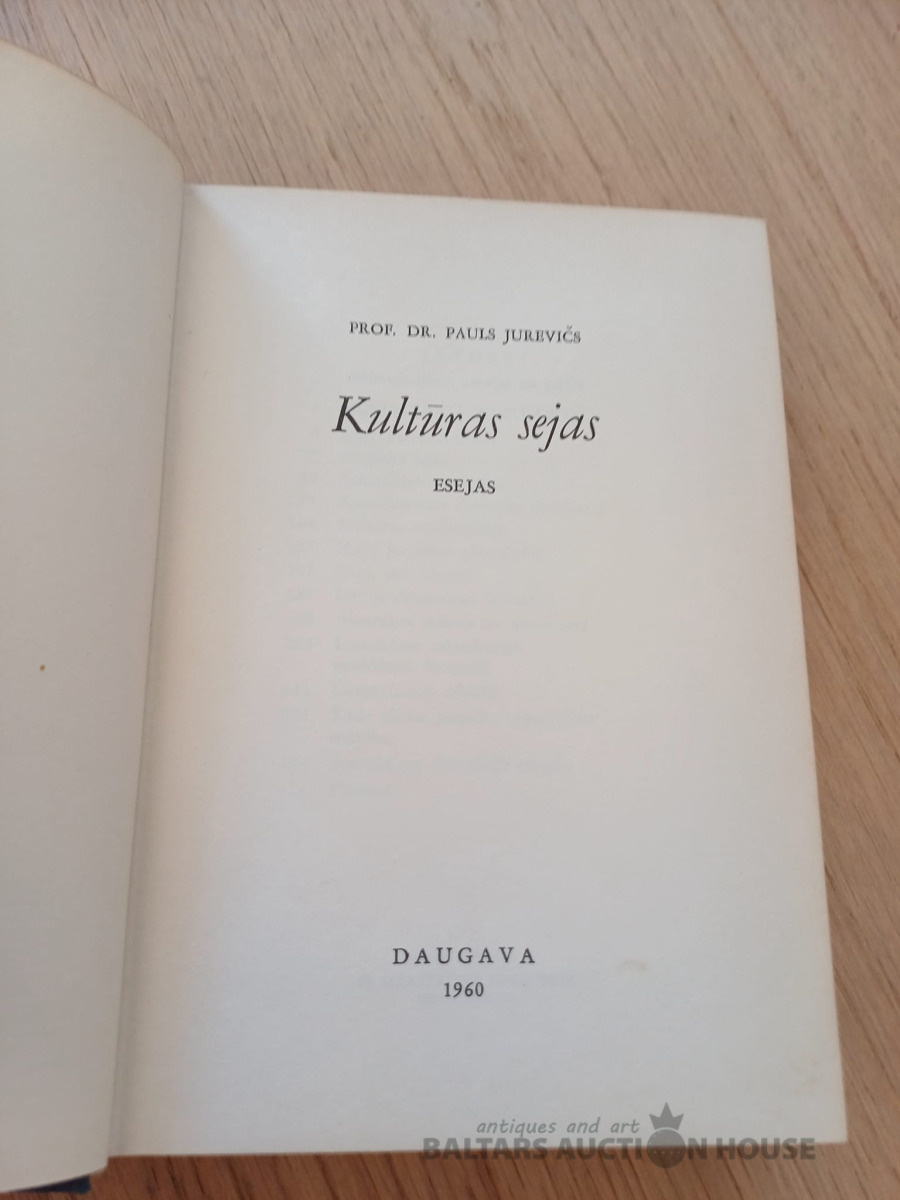 PROF. DR. PAULS JUREVIČS
Kultūras sejas
ESEJAS
DAUGAVA
1960
antiques and art
BALTARS AUCTION HOUSE